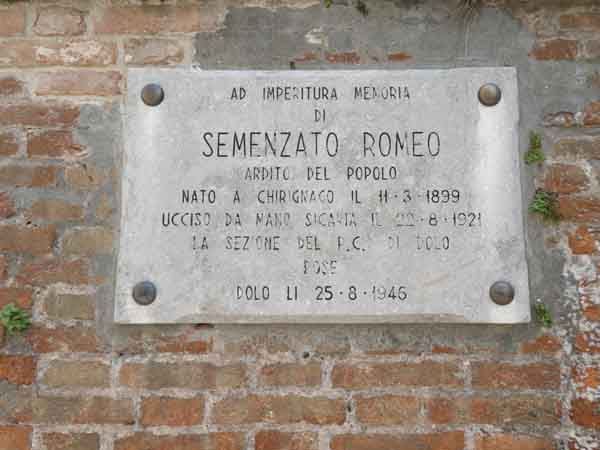 AD IMPERITURA MEMORIA
DI
SEMENZATO ROMEO
ARDITO DEL POPOLO
NATO A CHIRIGNAGO IL 11·3·1899
UCCISO DA MANO SICARIA IL 22·8·1921
LA SEZIONE DEL P.C. DI DOLO
POSE
DOLO LI 25·8·1946